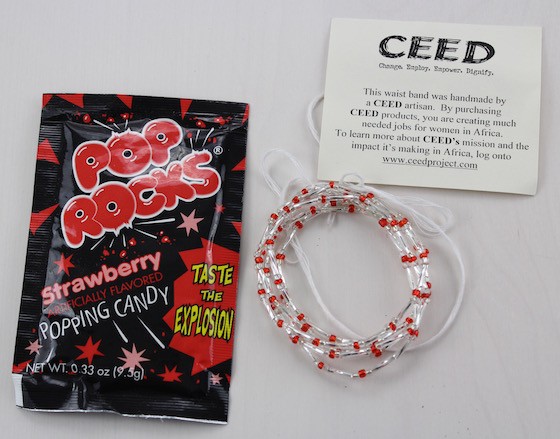 POP
ROCKS®
Strawberry
ARTIFICIALLY FLAVORED
POPPING CANDY
TASTE
THE
EXPLOSION
NET WT. 0.33 oz (9.5g)
CEED
Change. Employ. Empower. Dignify.
This waist band was handmade by
a CEED artisan. By purchasing
CEED products, you are creating much
needed jobs for women in Africa.
To learn more about CEED's mission and the
impact it's making in Africa, log onto
www.ceedproject.com